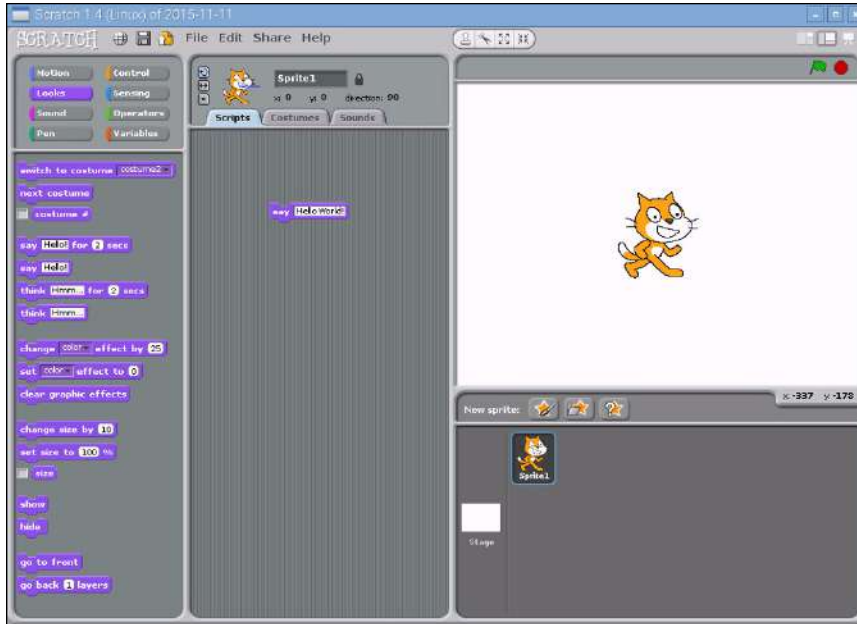 Scratch 1.4 (Linux) of 2015-11-11
SCRATCH File Edit Share Help
Motion Control
Looks Sensing
Sound Operators
Pen Variables
switch to costume costume2
next costume
costume #
say Hello! for 2 secs
say Hello!
think Hmm... for 2 secs
think Hmm...
change color effect by 25
set color effect to 0
clear graphic effects
change size by 10
set size to 100 %
size
show
hide
go to front
go back 1 layers
Sprite1
x: 0 y: 0 direction: 90
Scripts Costumes Sounds
say Hello World!
x: -337 y: -178
New sprite:
Sprite1
Stage